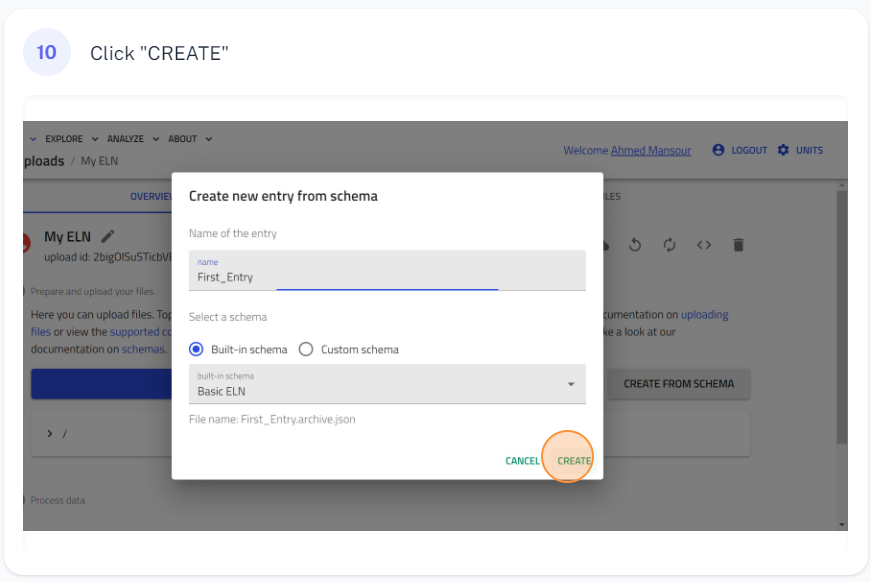 10 Click "CREATE"
EXPLORE ANALYZE ABOUT
ploads / My ELN
Welcome Ahmed Mansour LOGOUT UNITS
OVERVIEW
LES
My ELN
upload id: 2bigOlSuSTicbV
Prepare and upload your files
Here you can upload files. Top
files or view the supported co
documentation on schemas.
cumentation on uploading
ke a look at our
CREATE FROM SCHEMA
/
Process data
Create new entry from schema
Name of the entry
name
First_Entry
Select a schema
Built-in schema Custom schema
built-in schema
Basic ELN
File name: First_Entry.archive.json
CANCEL CREATE